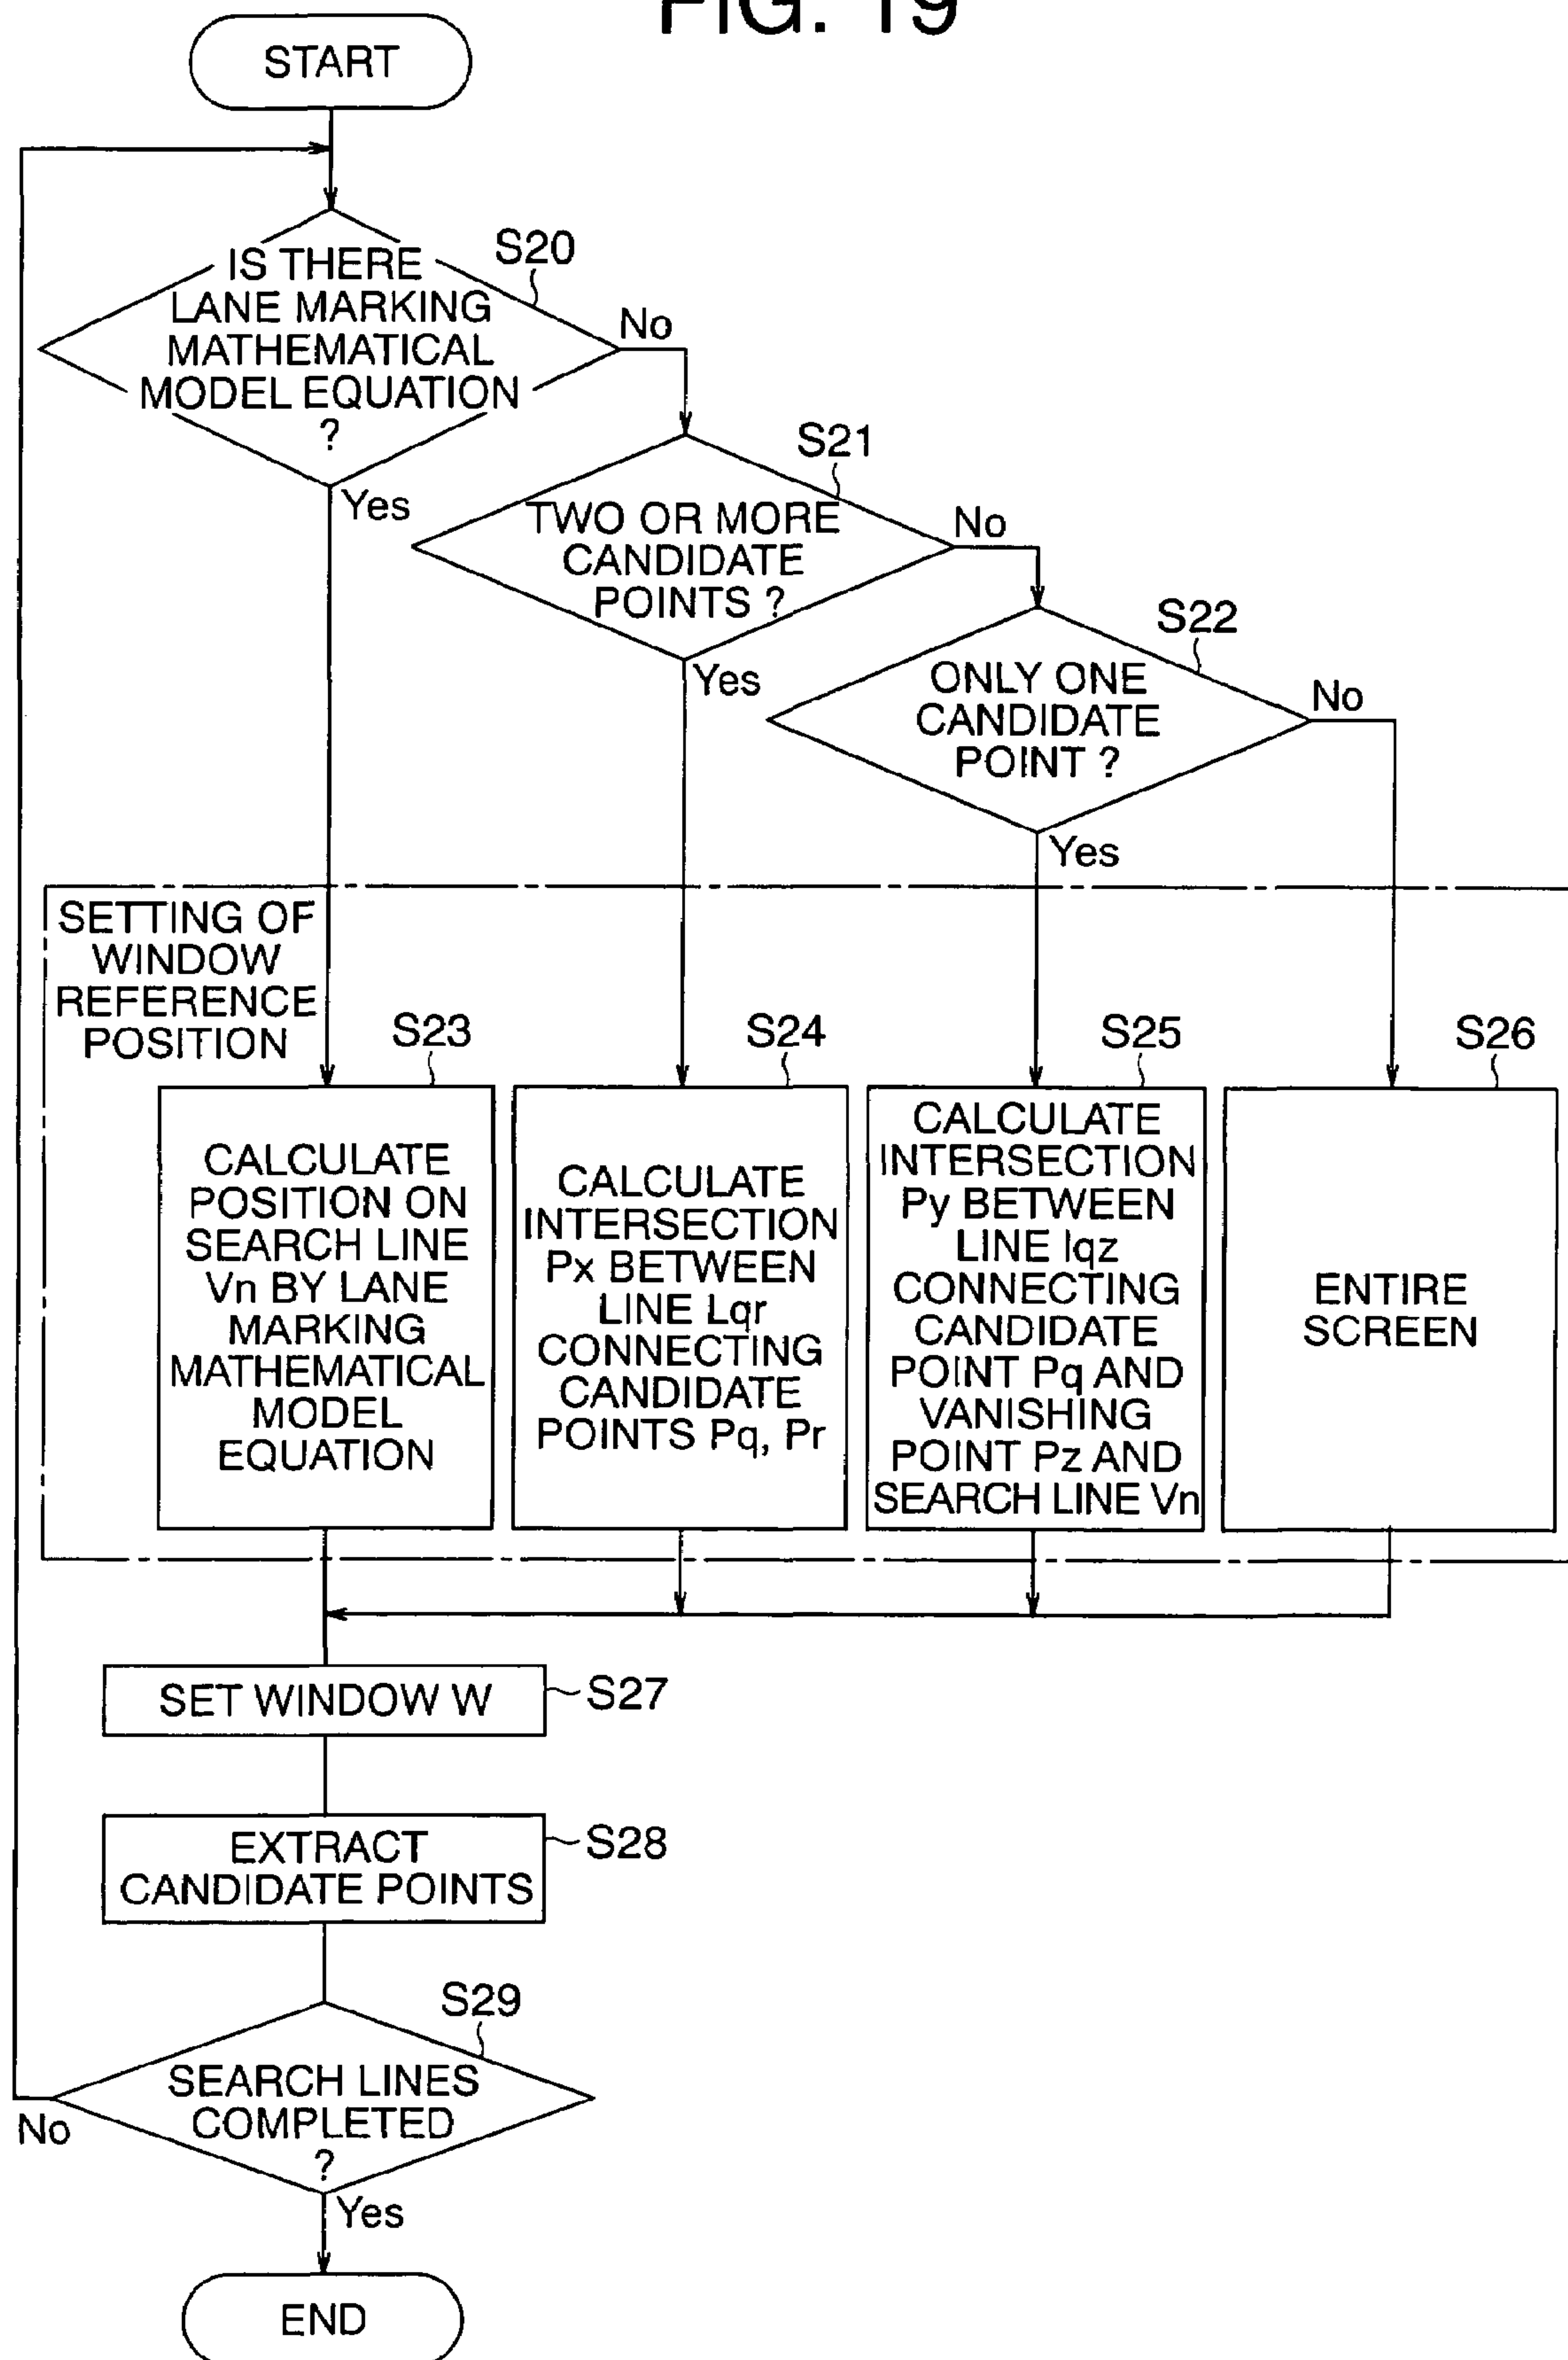 FIG. 19
START
S20
IS THERE
LANE MARKING
MATHEMATICAL
MODEL EQUATION
?
No
Yes
S21
TWO OR MORE
CANDIDATE
POINTS ?
No
Yes
S22
ONLY ONE
CANDIDATE
POINT ?
No
Yes
SETTING OF
WINDOW
REFERENCE
POSITION
S23
CALCULATE
POSITION ON
SEARCH LINE
Vn BY LANE
MARKING
MATHEMATICAL
MODEL
EQUATION
S24
CALCULATE
INTERSECTION
Px BETWEEN
LINE Lqr
CONNECTING
CANDIDATE
POINTS Pq, Pr
S25
CALCULATE
INTERSECTION
Py BETWEEN
LINE lqz
CONNECTING
CANDIDATE
POINT Pq AND
VANISHING
POINT Pz AND
SEARCH LINE Vn
S26
ENTIRE
SCREEN
SET WINDOW W
S27
EXTRACT
CANDIDATE POINTS
S28
S29
SEARCH LINES
COMPLETED
?
No
Yes
END